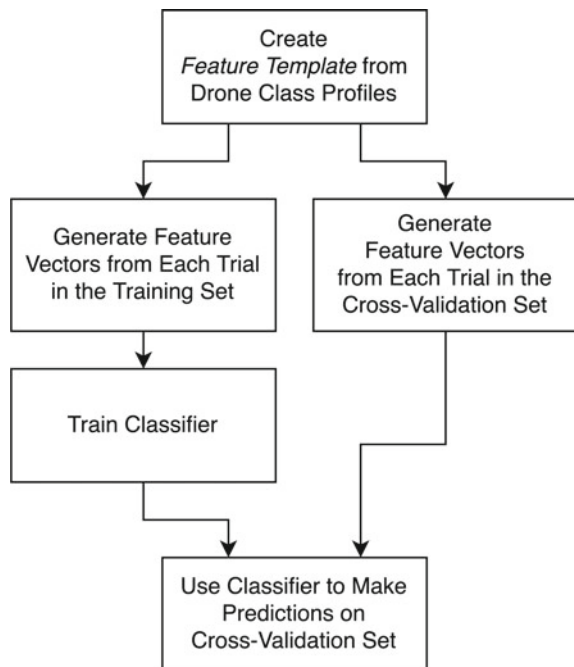 Create
Feature Template from
Drone Class Profiles
Generate Feature
Vectors from Each Trial
in the Training Set
Generate
Feature Vectors
from Each Trial in the
Cross-Validation Set
Train Classifier
Use Classifier to Make
Predictions on
Cross-Validation Set